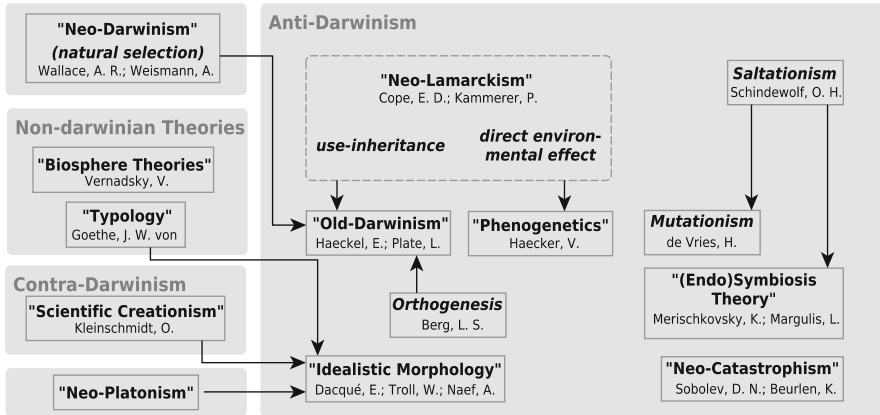 "Neo-Darwinism"
(natural selection)
Wallace, A. R.; Weismann, A.
Non-darwinian Theories
"Biosphere Theories"
Vernadsky, V.
"Typology"
Goethe, J. W. von
Contra-Darwinism
"Scientific Creationism"
Kleinschmidt, O.
"Neo-Platonism"
Anti-Darwinism
"Neo-Lamarckism"
Cope, E. D.; Kammerer, P.
use-inheritance
direct environ-
mental effect
"Old-Darwinism"
Haeckel, E.; Plate, L.
"Phenogenetics"
Haecker, V.
Orthogenesis
Berg, L. S.
"Idealistic Morphology"
Dacqué, E.; Troll, W.; Naef, A.
Saltationism
Schindewolf, O. H.
Mutationism
de Vries, H.
"(Endo)Symbiosis
Theory"
Merischkovsky, K.; Margulis, L.
"Neo-Catastrophism"
Sobolev, D. N.; Beurlen, K.